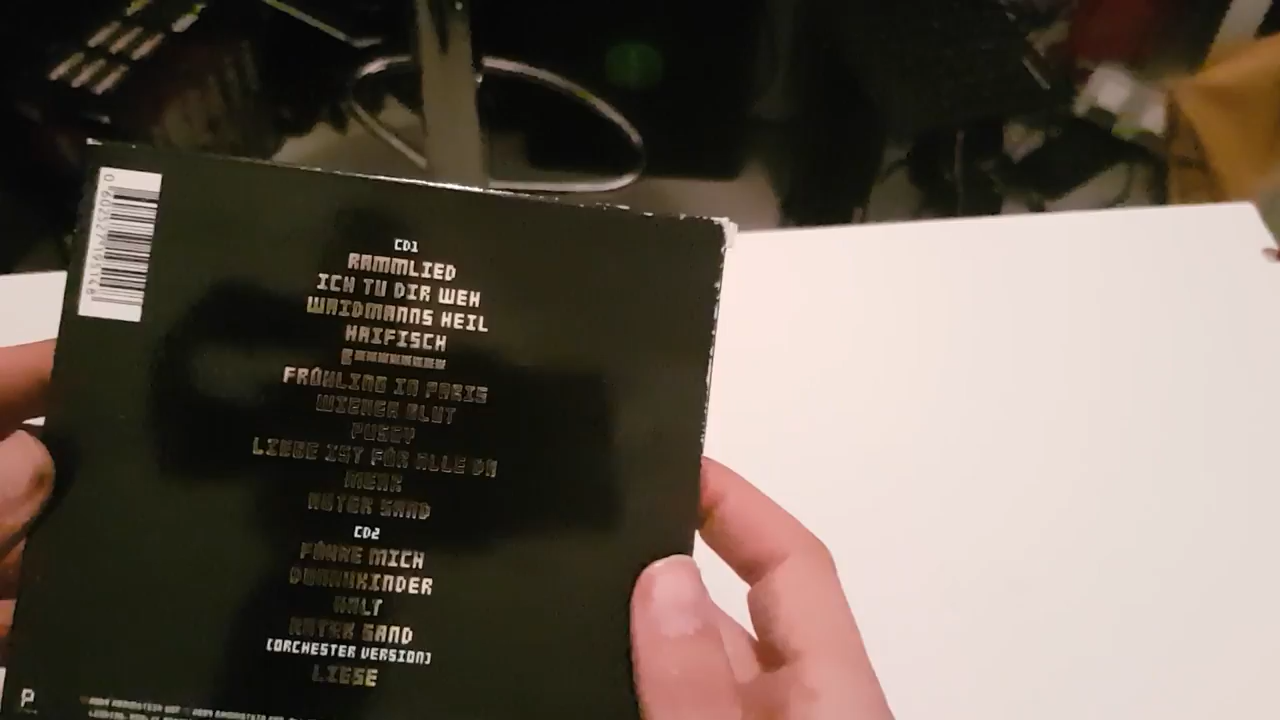 CD1
RAMMLIED
ICH TU DIR WEH
WAIDMANNS HEIL
HAIFISCH
B********
FRÜHLING IN PARIS
WIENER BLUT
PUSSY
LIEBE IST FÜR ALLE DA
MEHR
ROTER SAND
CD2
FÜHRE MICH
DONAUKINDER
HALT
ROTER SAND
[ORCHESTER VERSION]
LIESE